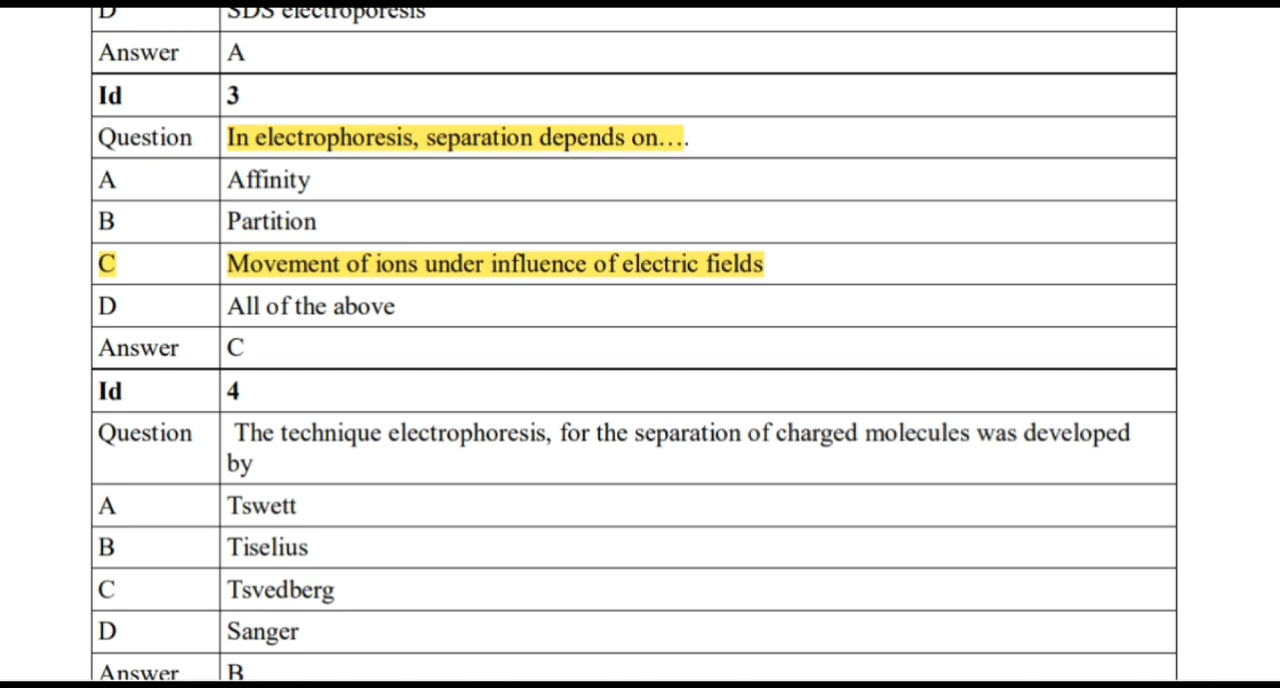 D SDS electroporesis
Answer A
Id 3
Question In electrophoresis, separation depends on….
A Affinity
B Partition
C Movement of ions under influence of electric fields
D All of the above
Answer C
Id 4
Question The technique electrophoresis, for the separation of charged molecules was developed
by
A Tswett
B Tiselius
C Tsvedberg
D Sanger
Answer B